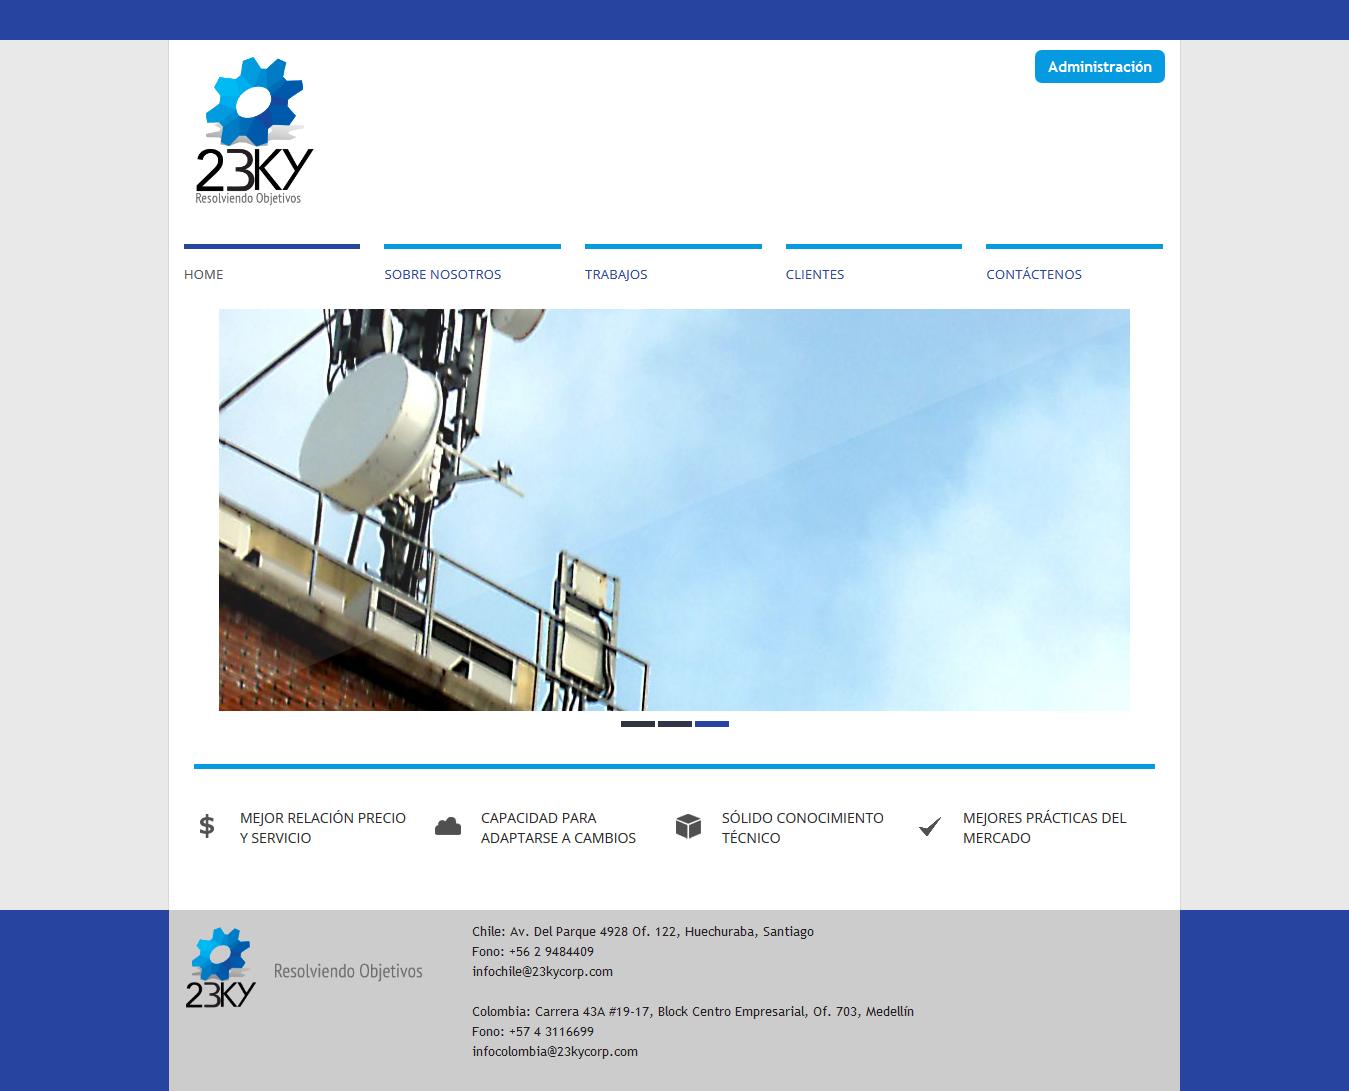 Administración
23KY
Resolviendo Objetivos
HOME
SOBRE NOSOTROS
TRABAJOS
CLIENTES
CONTÁCTENOS
$
MEJOR RELACIÓN PRECIO
Y SERVICIO
CAPACIDAD PARA
ADAPTARSE A CAMBIOS
SÓLIDO CONOCIMIENTO
TÉCNICO
MEJORES PRÁCTICAS DEL
MERCADO
23KY
Resolviendo Objetivos
Chile: Av. Del Parque 4928 Of. 122, Huechuraba, Santiago
Fono: +56 2 9484409
infochile@23kycorp.com
Colombia: Carrera 43A #19-17, Block Centro Empresarial, Of. 703, Medellín
Fono: +57 4 3116699
infocolombia@23kycorp.com